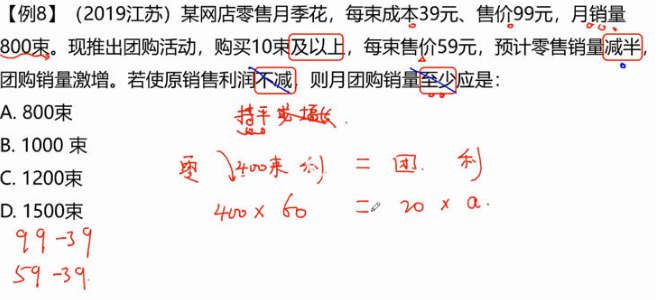 【例8】（2019江苏）某网店零售月季花，每束成本39元、售价99元，月销量
800束。现推出团购活动，购买10束及以上，每束售价59元，预计零售销量减半，
团购销量激增。若使原销售利润不减，则月团购销量至少应是：
A. 800束
持平 或 增长
B. 1000 束
零 400束 利 = 团. 利
C. 1200束
D. 1500束
400 × 60 = 20 × a.
99-39
59-39